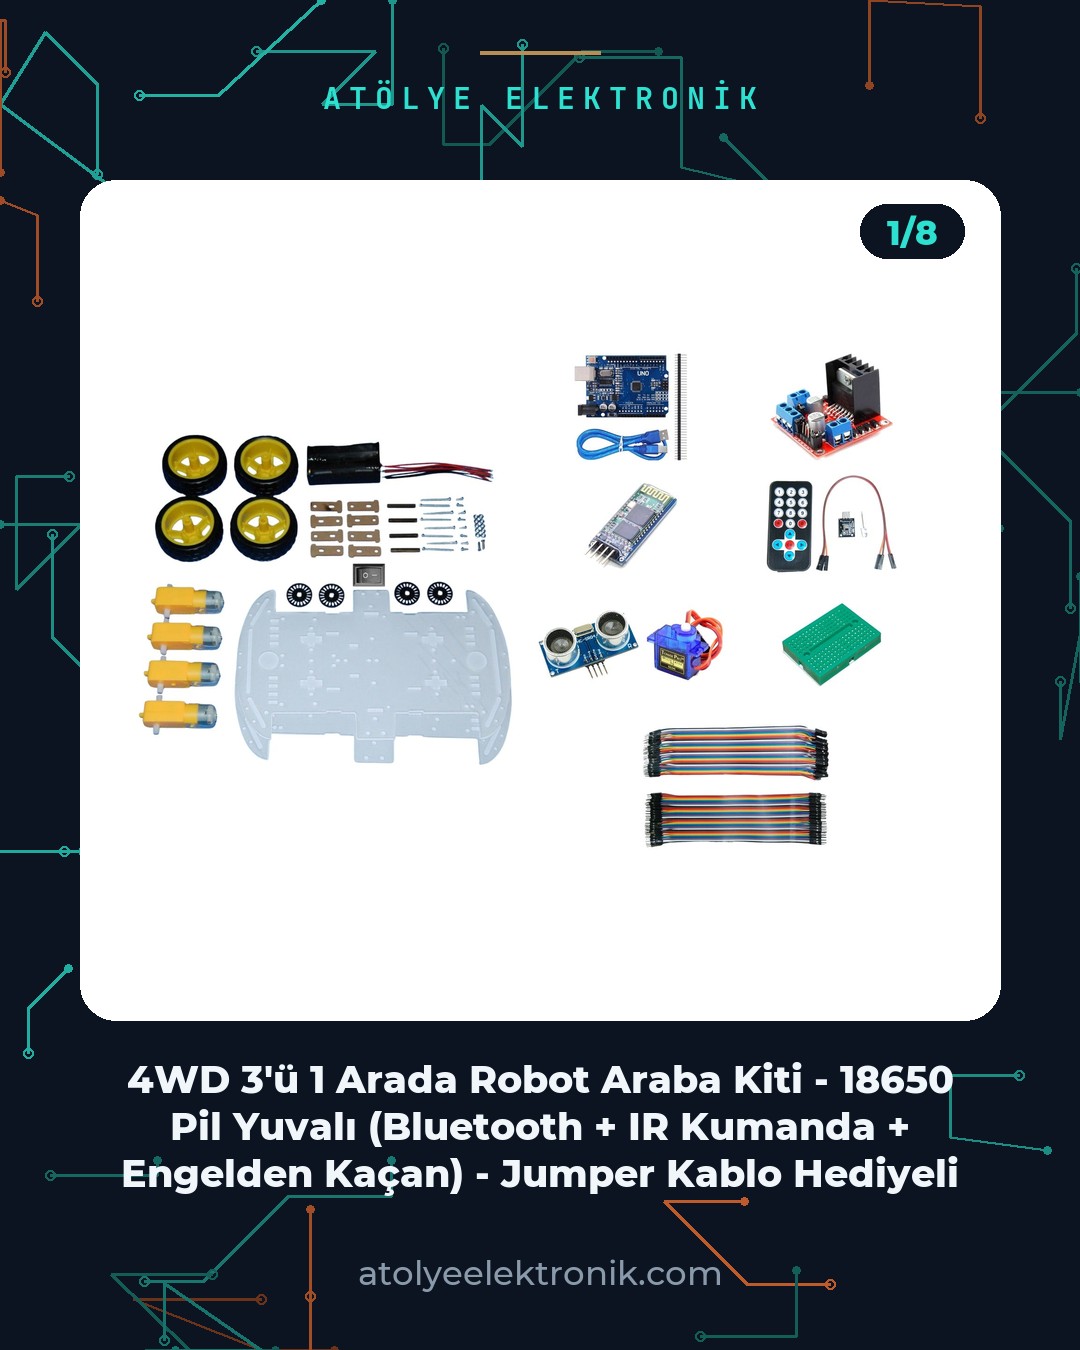 ATÖLYE ELEKTRONİK
1/8
UNO
4WD 3'ü 1 Arada Robot Araba Kiti - 18650
Pil Yuvalı (Bluetooth + IR Kumanda +
Engelden Kaçan) - Jumper Kablo Hediyeli
atolyeelektronik.com